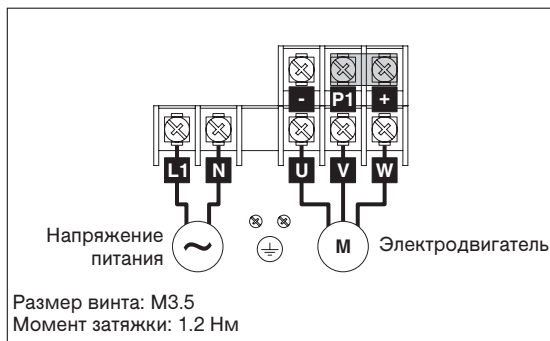 - P1 +
L1 N U V W
Напряжение
питания
~
M
Электродвигатель
Размер винта: M3.5
Момент затяжки: 1.2 Нм